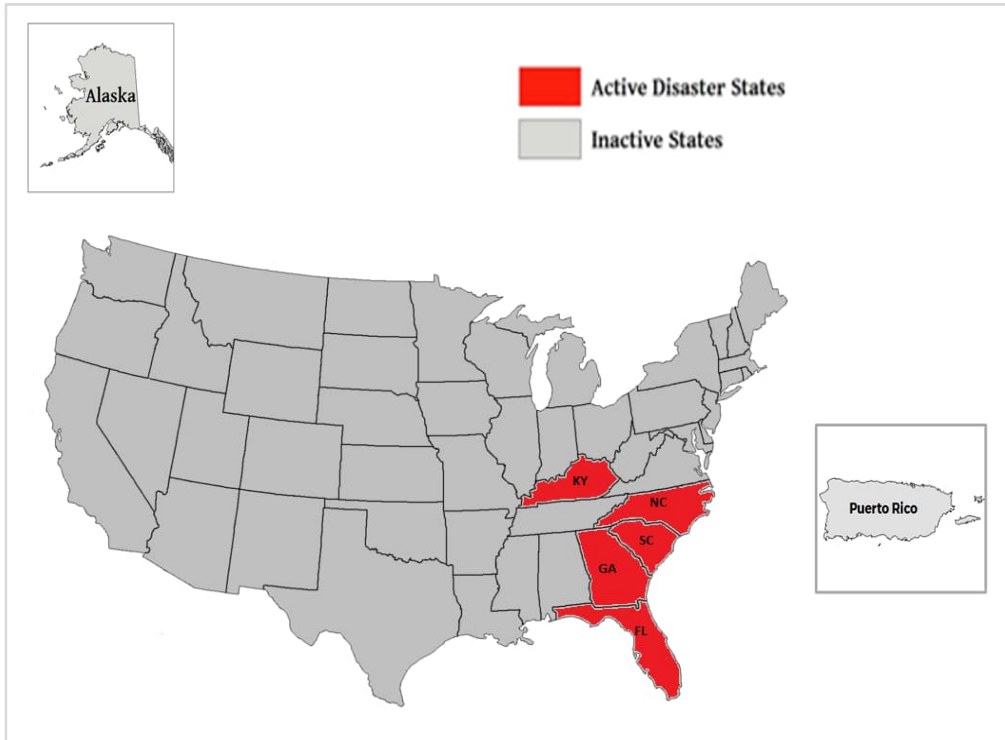 Alaska
Active Disaster States
Inactive States
KY
NC
SC
GA
FL
Puerto Rico